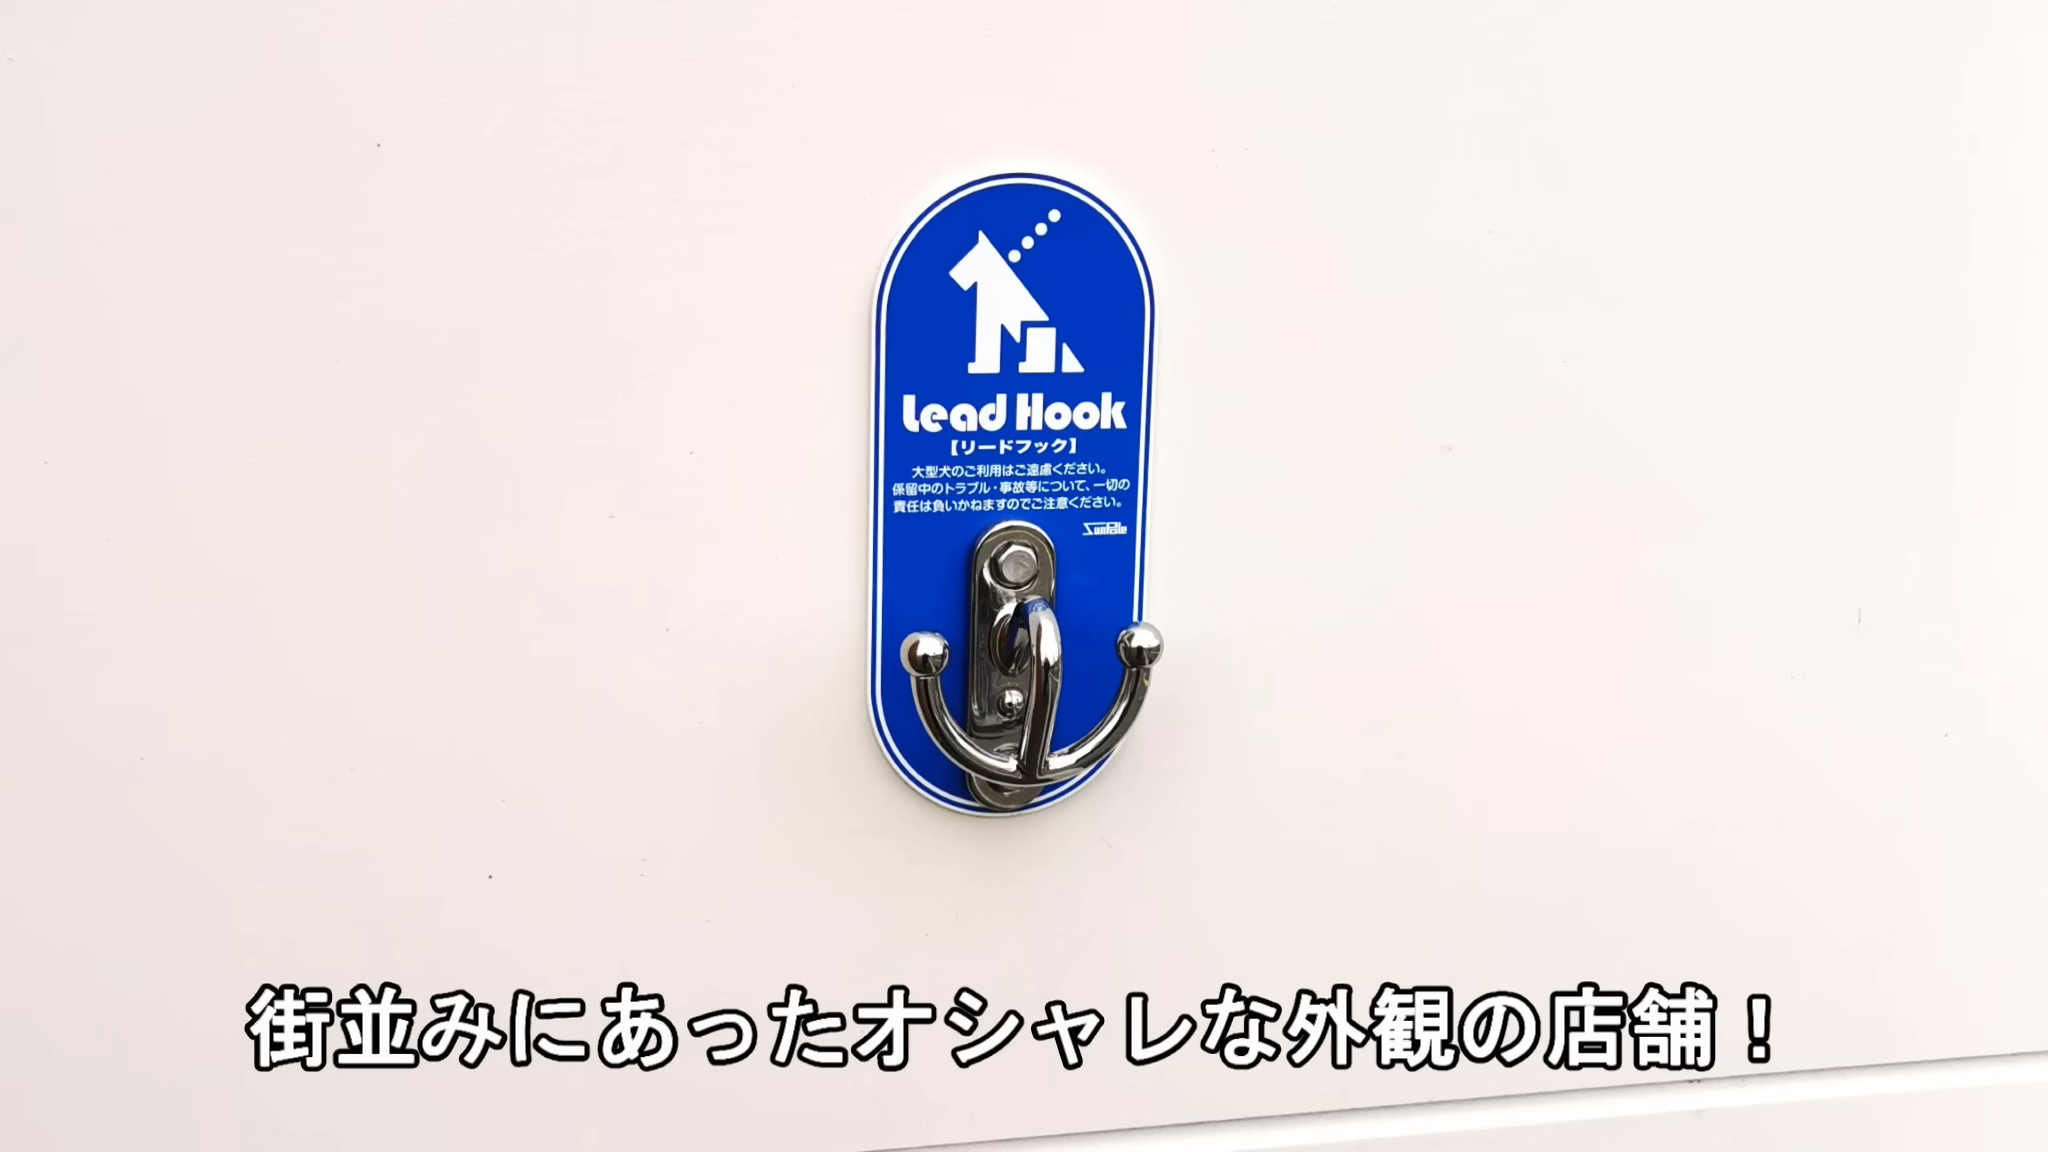 Lead Hook
【リードフック】
大型犬のご利用はご遠慮ください。
係留中のトラブル・事故等について、一切の
責任は負いかねますのでご注意ください。
SunPole
街並みにあったオシャレな外観の店舗！